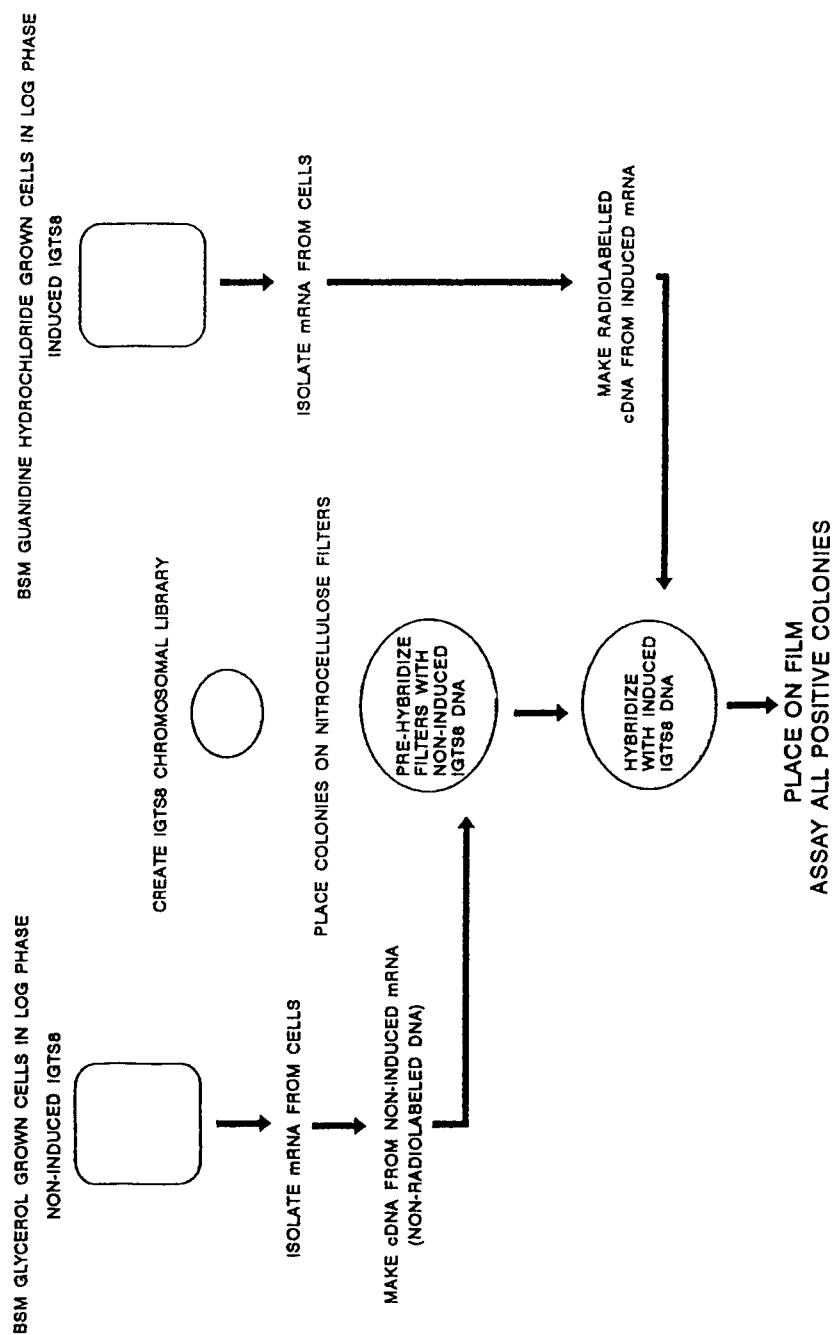 BSM GLYCEROL GROWN CELLS IN LOG PHASE
NON-INDUCED IGTS8
ISOLATE mRNA FROM CELLS
MAKE cDNA FROM NON-INDUCED mRNA
(NON-RADIOLABELED DNA)
CREATE IGTS8 CHROMOSOMAL LIBRARY
PLACE COLONIES ON NITROCELLULOSE FILTERS
PRE-HYBRIDIZE
FILTERS WITH
NON-INDUCED
IGTS8 DNA
HYBRIDIZE
WITH INDUCED
IGTS8 DNA
PLACE ON FILM
ASSAY ALL POSITIVE COLONIES
BSM GUANIDINE HYDROCHLORIDE GROWN CELLS IN LOG PHASE
INDUCED IGTS8
ISOLATE mRNA FROM CELLS
MAKE RADIOLABELLED
cDNA FROM INDUCED mRNA